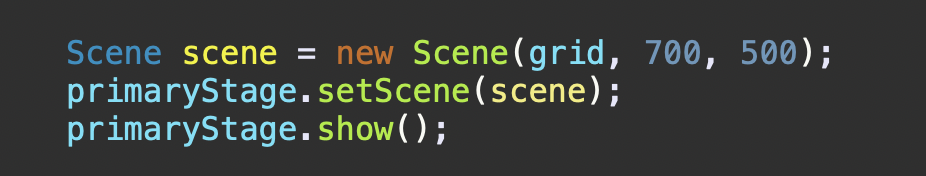 Scene scene = new Scene(grid, 700, 500);
primaryStage.setScene(scene);
primaryStage.show();